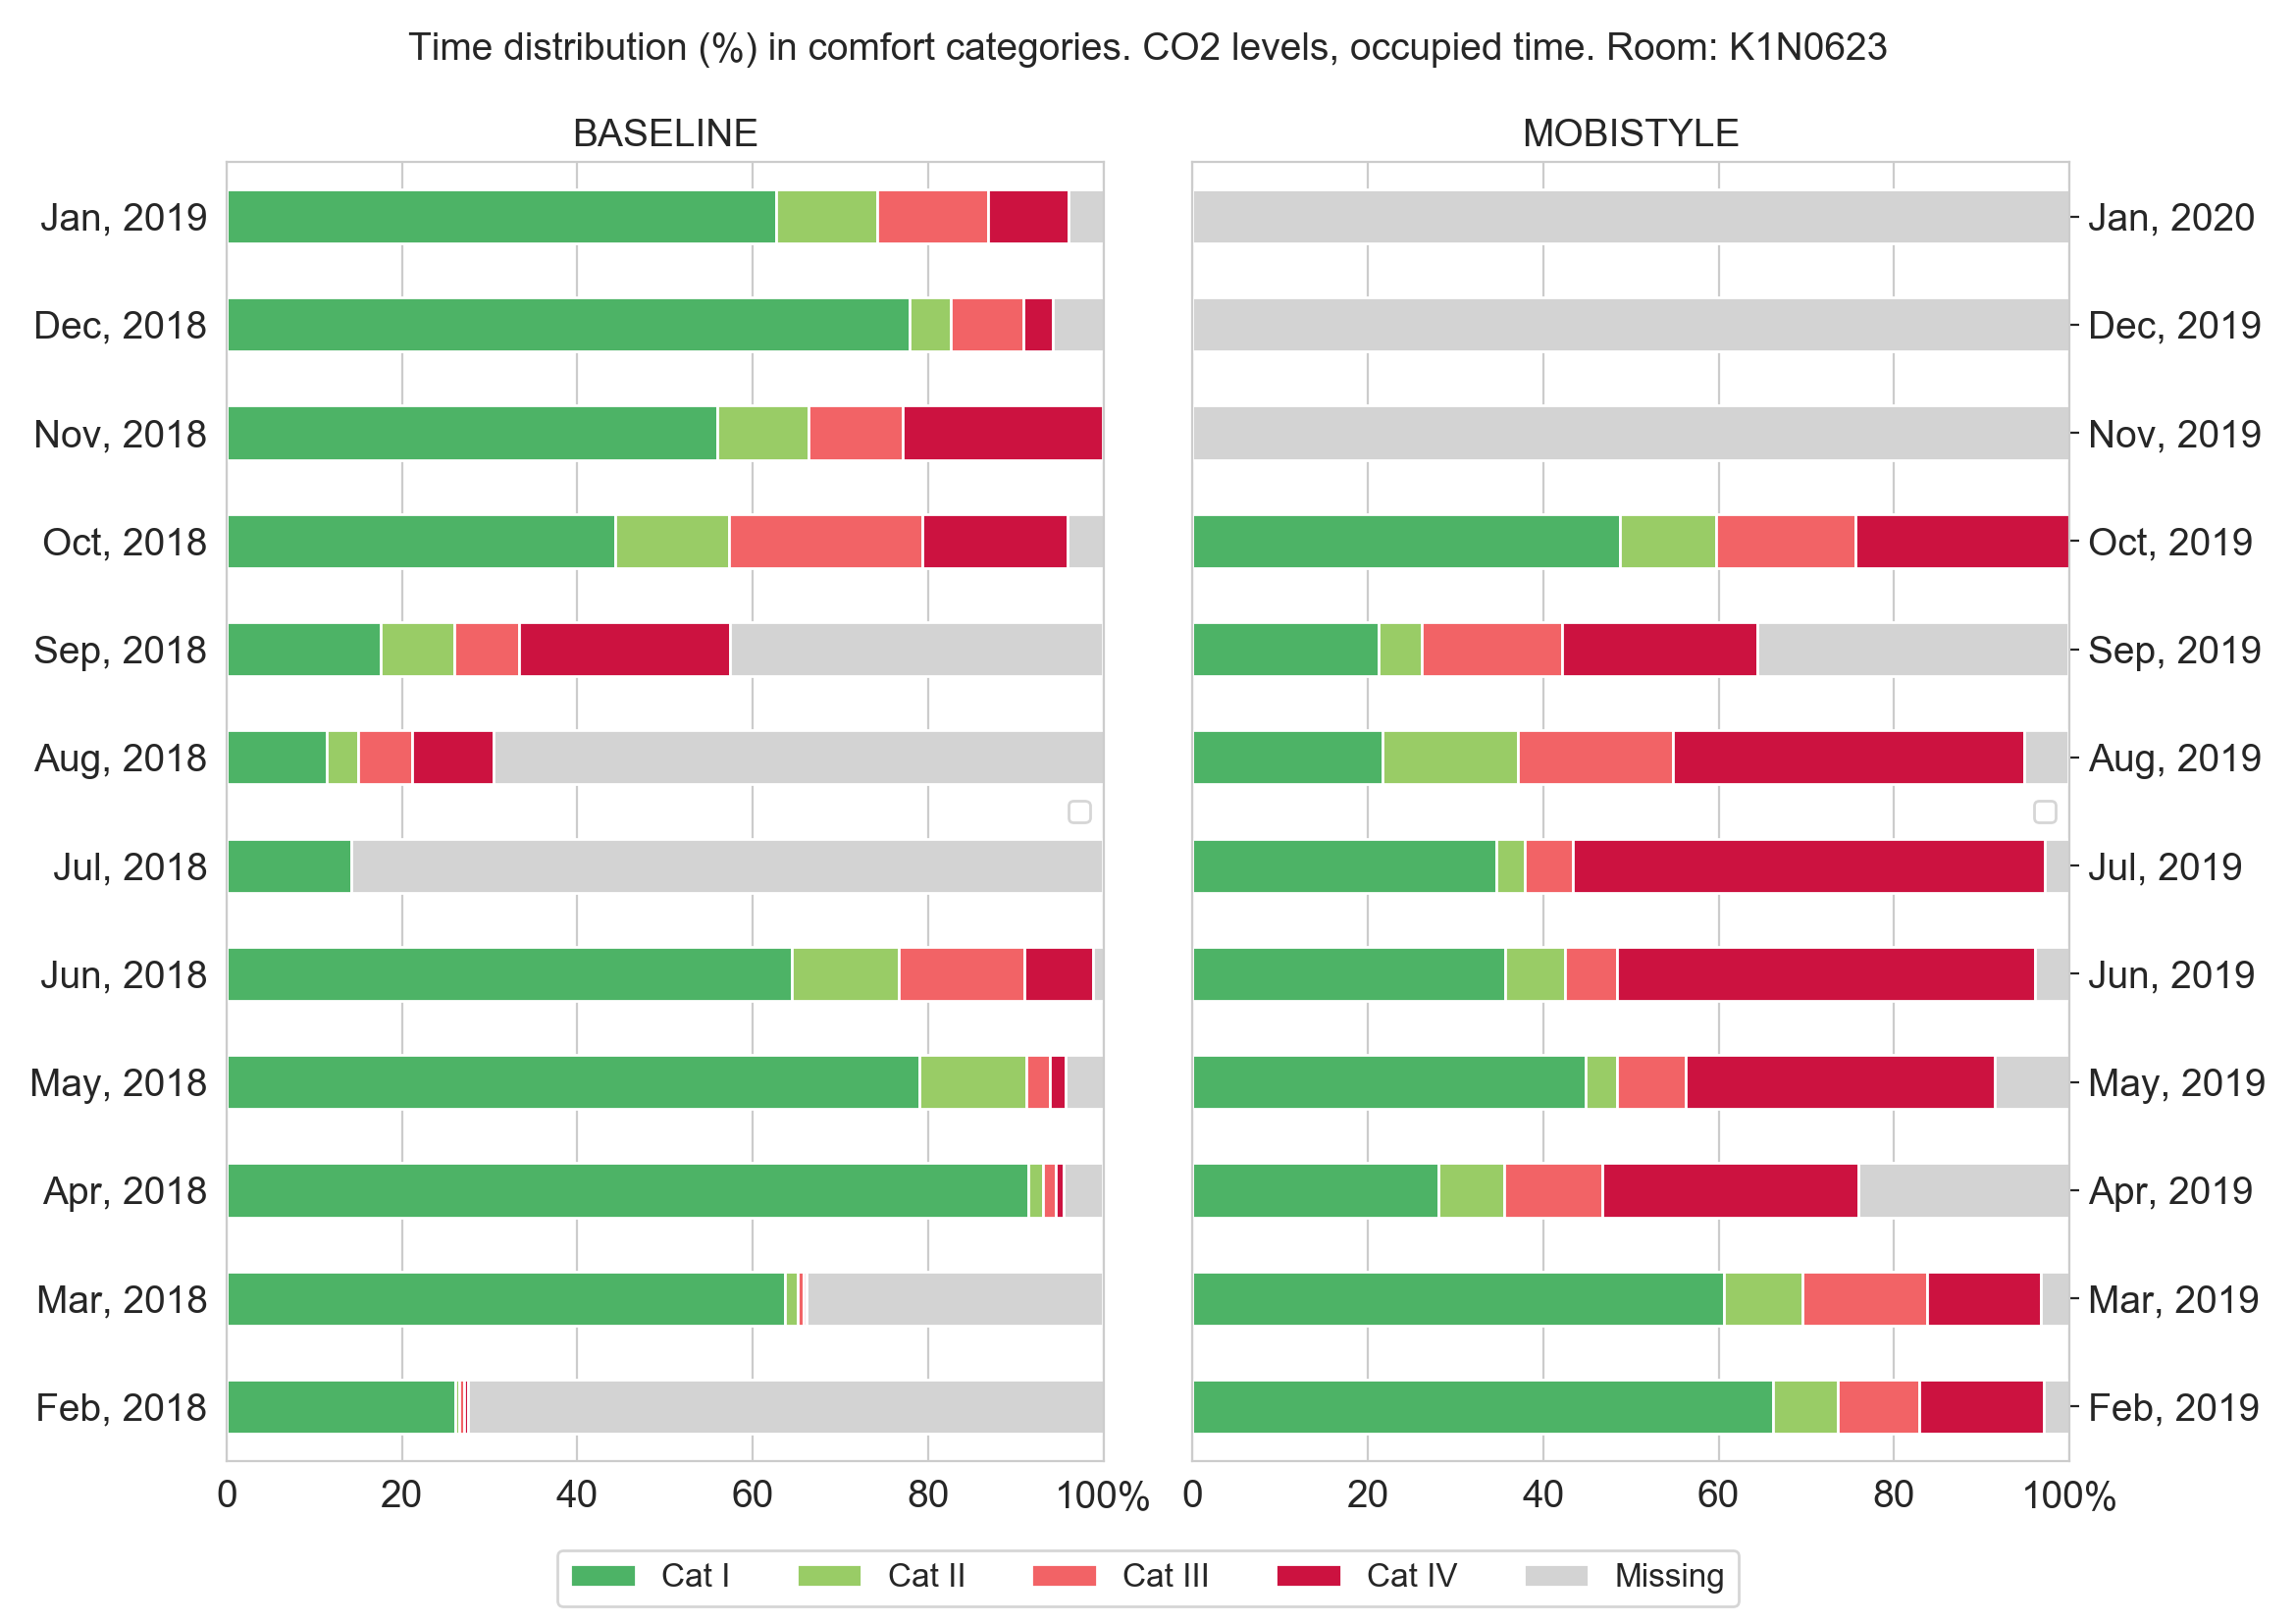 Time distribution (%) in comfort categories. CO2 levels, occupied time. Room: K1N0623
BASELINE
MOBISTYLE
Jan, 2019
Dec, 2018
Nov, 2018
Oct, 2018
Sep, 2018
Aug, 2018
Jul, 2018
Jun, 2018
May, 2018
Apr, 2018
Mar, 2018
Feb, 2018
0 20 40 60 80 100%
Jan, 2020
Dec, 2019
Nov, 2019
Oct, 2019
Sep, 2019
Aug, 2019
Jul, 2019
Jun, 2019
May, 2019
Apr, 2019
Mar, 2019
Feb, 2019
0 20 40 60 80 100%
Cat I Cat II Cat III Cat IV Missing